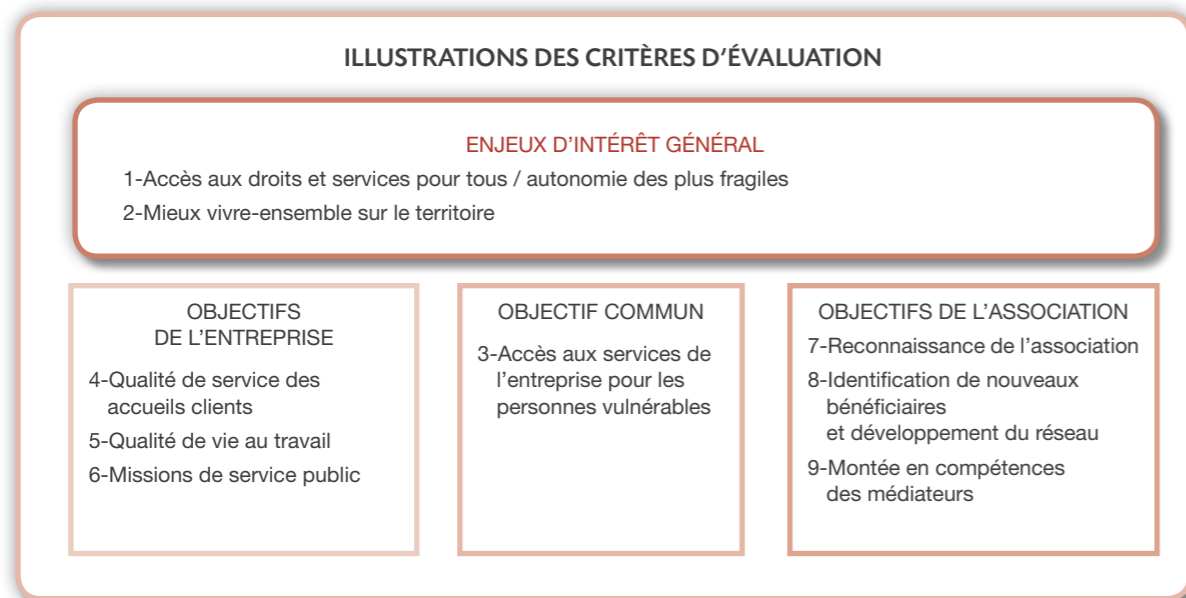 ILLUSTRATIONS DES CRITÈRES D'ÉVALUATION
ENJEUX D'INTÉRÊT GÉNÉRAL
1-Accès aux droits et services pour tous / autonomie des plus fragiles
2-Mieux vivre-ensemble sur le territoire
OBJECTIFS
DE L'ENTREPRISE
4-Qualité de service des
accueils clients
5-Qualité de vie au travail
6-Missions de service public
OBJECTIF COMMUN
3-Accès aux services de
l'entreprise pour les
personnes vulnérables
OBJECTIFS DE L'ASSOCIATION
7-Reconnaissance de l'association
8-Identification de nouveaux
bénéficiaires
et développement du réseau
9-Montée en compétences
des médiateurs